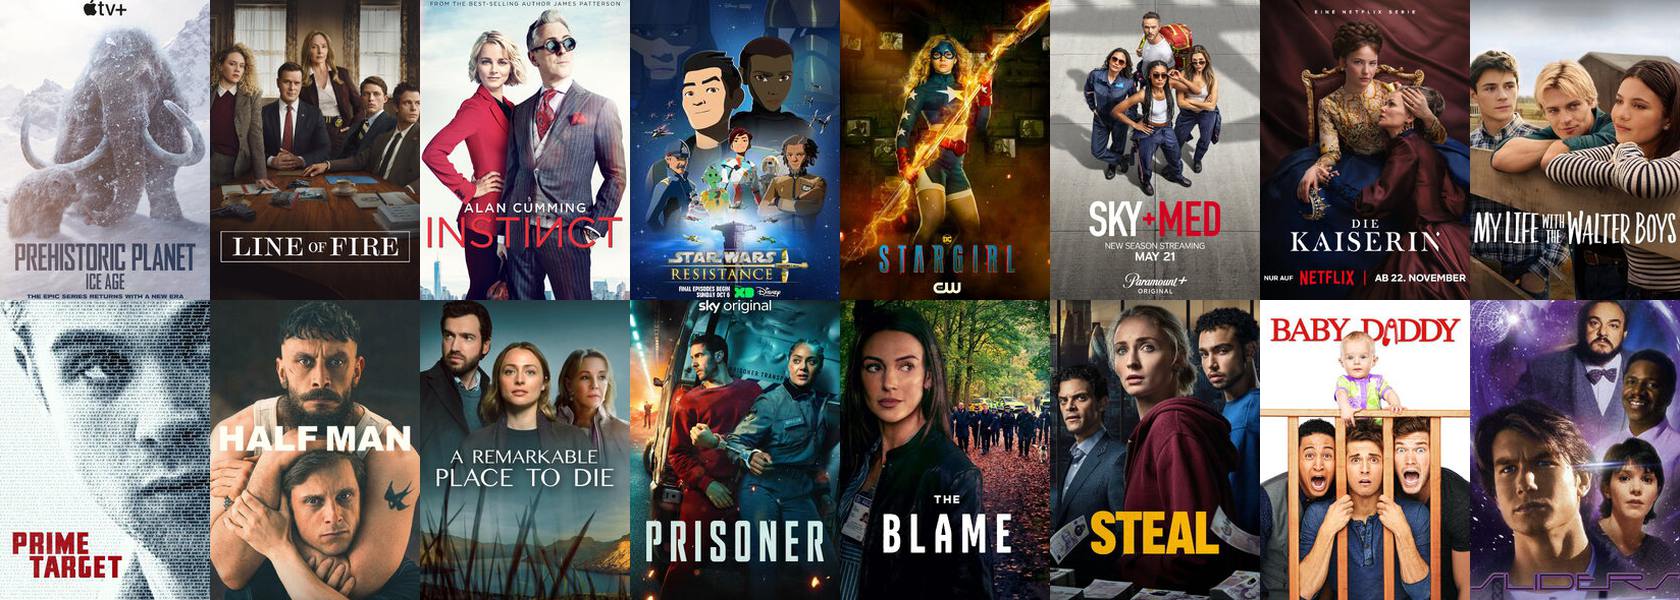 tv+
PREHISTORIC PLANET
ICE AGE
THE EPIC SERIES RETURNS WITH A NEW ERA
LINE OF FIRE
FROM THE BEST-SELLING AUTHOR JAMES PATTERSON
ALAN CUMMING
INSTINCT
STAR WARS
RESISTANCE
FINAL EPISODES BEGIN
SUNDAY OCT 6
XD
Disney
DC
STARGIRL
CW
SKY+MED
NEW SEASON STREAMING
MAY 21
Paramount+
ORIGINAL
EINE NETFLIX SERIE
DIE
KAISERIN
NUR AUF NETFLIX | AB 22. NOVEMBER
MY LIFE WITH THE WALTER BOYS
PRIME
TARGET
HALF MAN
A REMARKABLE
PLACE TO DIE
sky original
PRISONER TRANSP
PRISONER
THE
BLAME
STEAL
BABY DADDY
SLIDERS